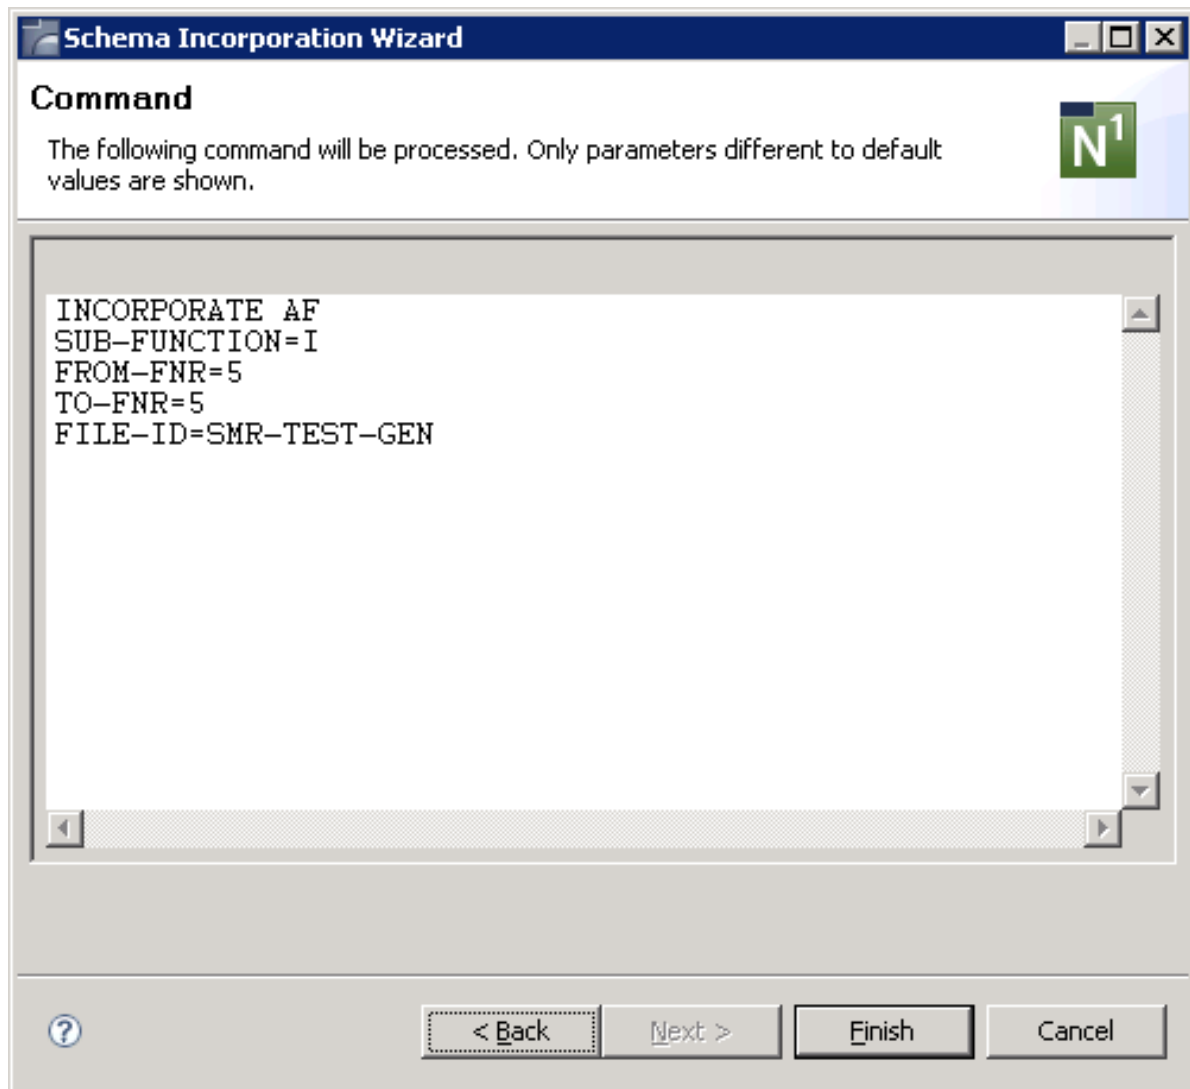 Schema Incorporation Wizard
Command
The following command will be processed. Only parameters different to default
values are shown.
N1
INCORPORATE AF
SUB-FUNCTION=I
FROM-FNR=5
TO-FNR=5
FILE-ID=SMR-TEST-GEN
?
< Back
Next >
Finish
Cancel